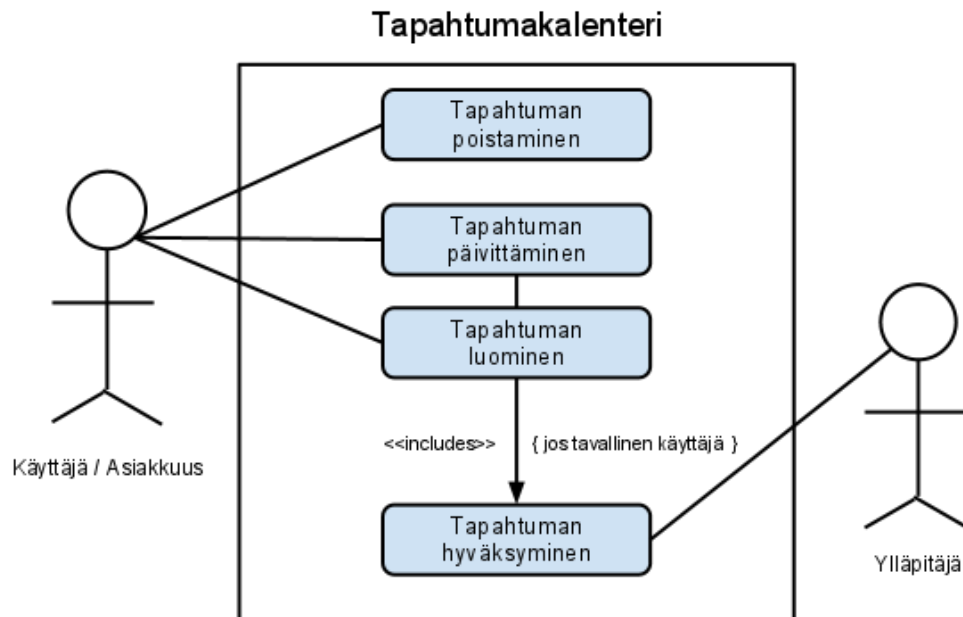 Tapahtumakalenteri
Tapahtuman
poistaminen
Tapahtuman
päivittäminen
Tapahtuman
luominen
<<includes>> { jos tavallinen käyttäjä }
Käyttäjä / Asiakkuus
Tapahtuman
hyväksyminen
Ylläpitäjä